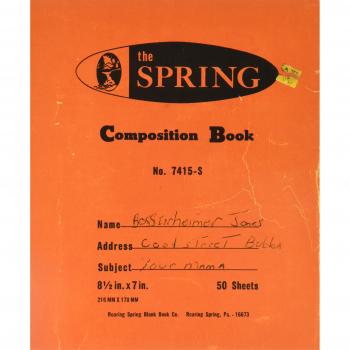 the
SPRING
Composition Book
No. 7415-S
Name Jones
Address Cool street Bubba
Subject Your mama
8½ in. x 7 in. 50 Sheets
216 MM X 178 MM
Roaring Spring Blank Book Co. Roaring Spring, Pa. - 16673